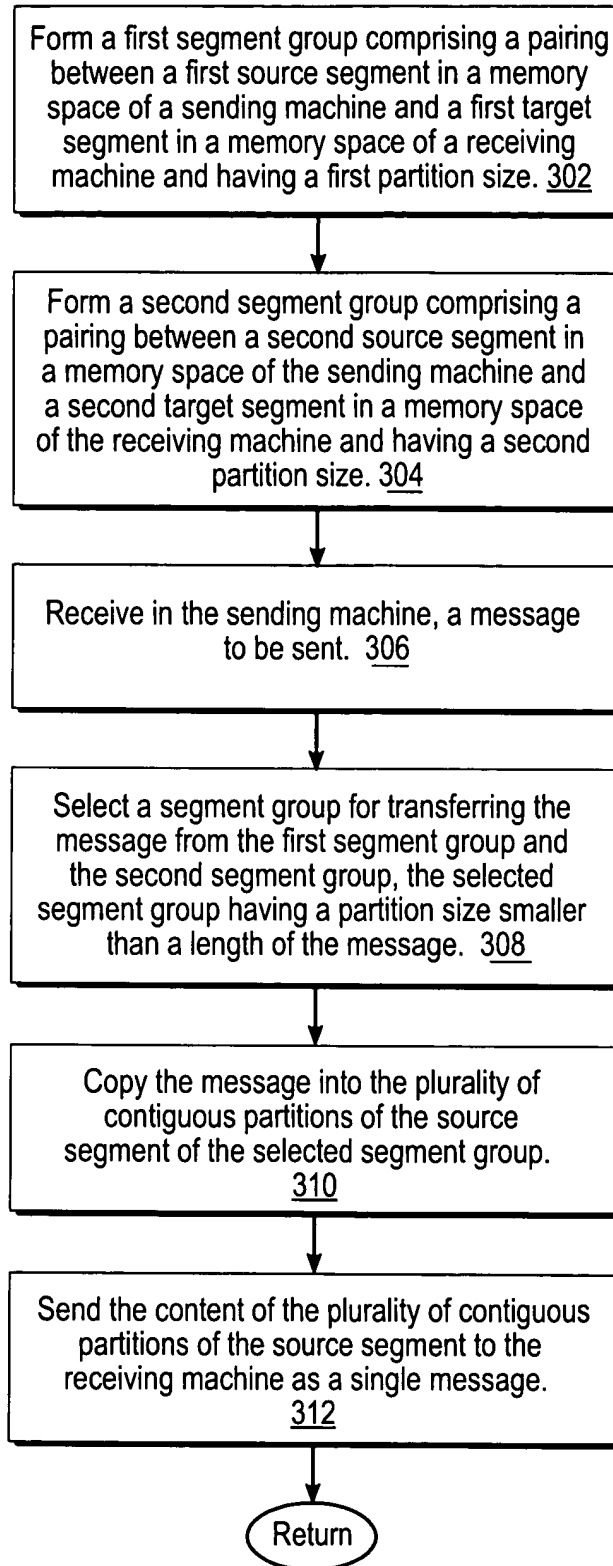 Form a first segment group comprising a pairing
between a first source segment in a memory
space of a sending machine and a first target
segment in a memory space of a receiving
machine and having a first partition size. 302
Form a second segment group comprising a
pairing between a second source segment in
a memory space of the sending machine and
a second target segment in a memory space
of the receiving machine and having a second
partition size. 304
Receive in the sending machine, a message
to be sent. 306
Select a segment group for transferring the
message from the first segment group and
the second segment group, the selected
segment group having a partition size smaller
than a length of the message. 308
Copy the message into the plurality of
contiguous partitions of the source
segment of the selected segment group.
310
Send the content of the plurality of contiguous
partitions of the source segment to the
receiving machine as a single message.
312
Return